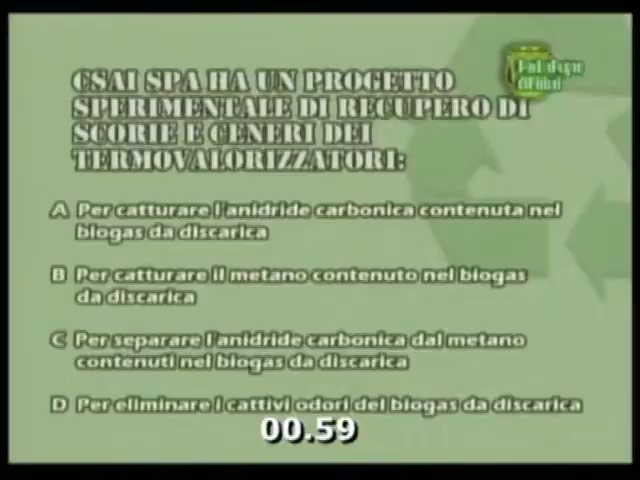 CSAI SPA HA UN PROGETTO
SPERIMENTALE DI RECUPERO DI
SCORIE E CENERI DEI
TERMOVALORIZZATORI:
A Per catturare l'anidride carbonica contenuta nel
biogas da discarica
B Per catturare il metano contenuto nel biogas
da discarica
C Per separare l'anidride carbonica dal metano
contenuti nel biogas da discarica
D Per eliminare i cattivi odori del biogas da discarica
00.59